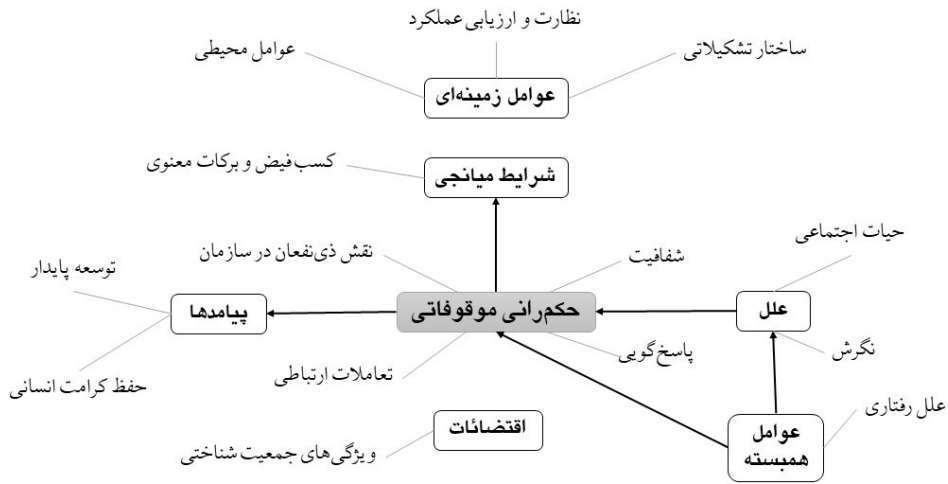 نظارت و ارزیابی عملکرد
ساختار تشکیلاتی
عوامل محیطی
عوامل زمینه‌ای
کسب فیض و برکات معنوی
شرایط میانجی
حیات اجتماعی
شفافیت
نقش ذی‌نفعان در سازمان
توسعه پایدار
علل
حکم‌رانی موقوفاتی
پیامدها
نگرش
پاسخ‌گویی
تعاملات ارتباطی
حفظ کرامت انسانی
علل رفتاری
عوامل
همبسته
اقتضائات
ویژگی‌های جمعیت شناختی